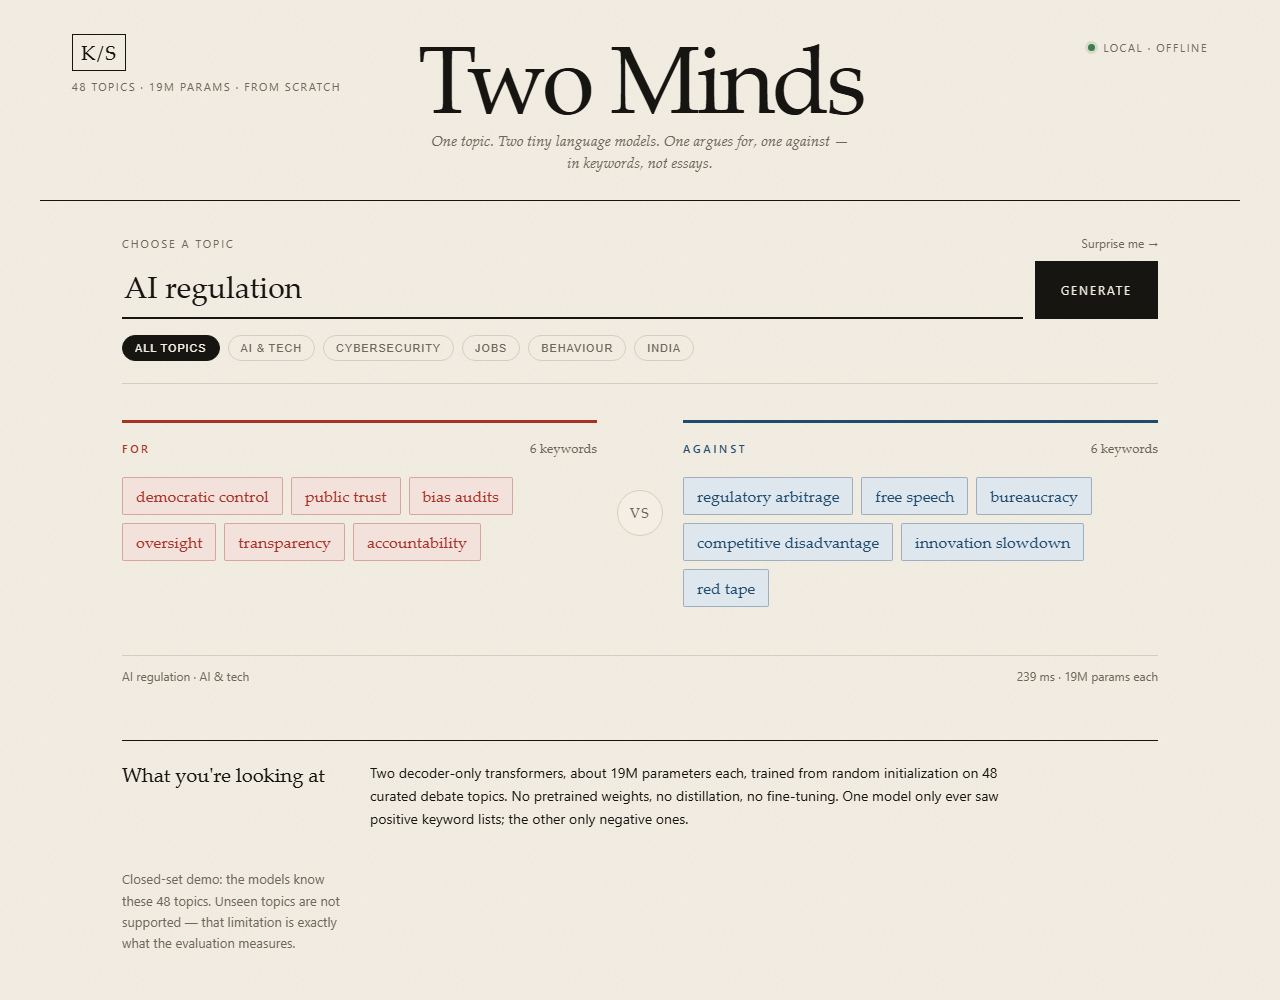 K/S
48 TOPICS · 19M PARAMS · FROM SCRATCH
Two Minds
One topic. Two tiny language models. One argues for, one against —
in keywords, not essays.
LOCAL · OFFLINE
CHOOSE A TOPIC
Surprise me →
AI regulation
GENERATE
ALL TOPICS
AI & TECH
CYBERSECURITY
JOBS
BEHAVIOUR
INDIA
FOR
6 keywords
democratic control
public trust
bias audits
oversight
transparency
accountability
VS
AGAINST
6 keywords
regulatory arbitrage
free speech
bureaucracy
competitive disadvantage
innovation slowdown
red tape
AI regulation · AI & tech
239 ms · 19M params each
What you're looking at
Two decoder-only transformers, about 19M parameters each, trained from random initialization on 48
curated debate topics. No pretrained weights, no distillation, no fine-tuning. One model only ever saw
positive keyword lists; the other only negative ones.
Closed-set demo: the models know
these 48 topics. Unseen topics are not
supported — that limitation is exactly
what the evaluation measures.